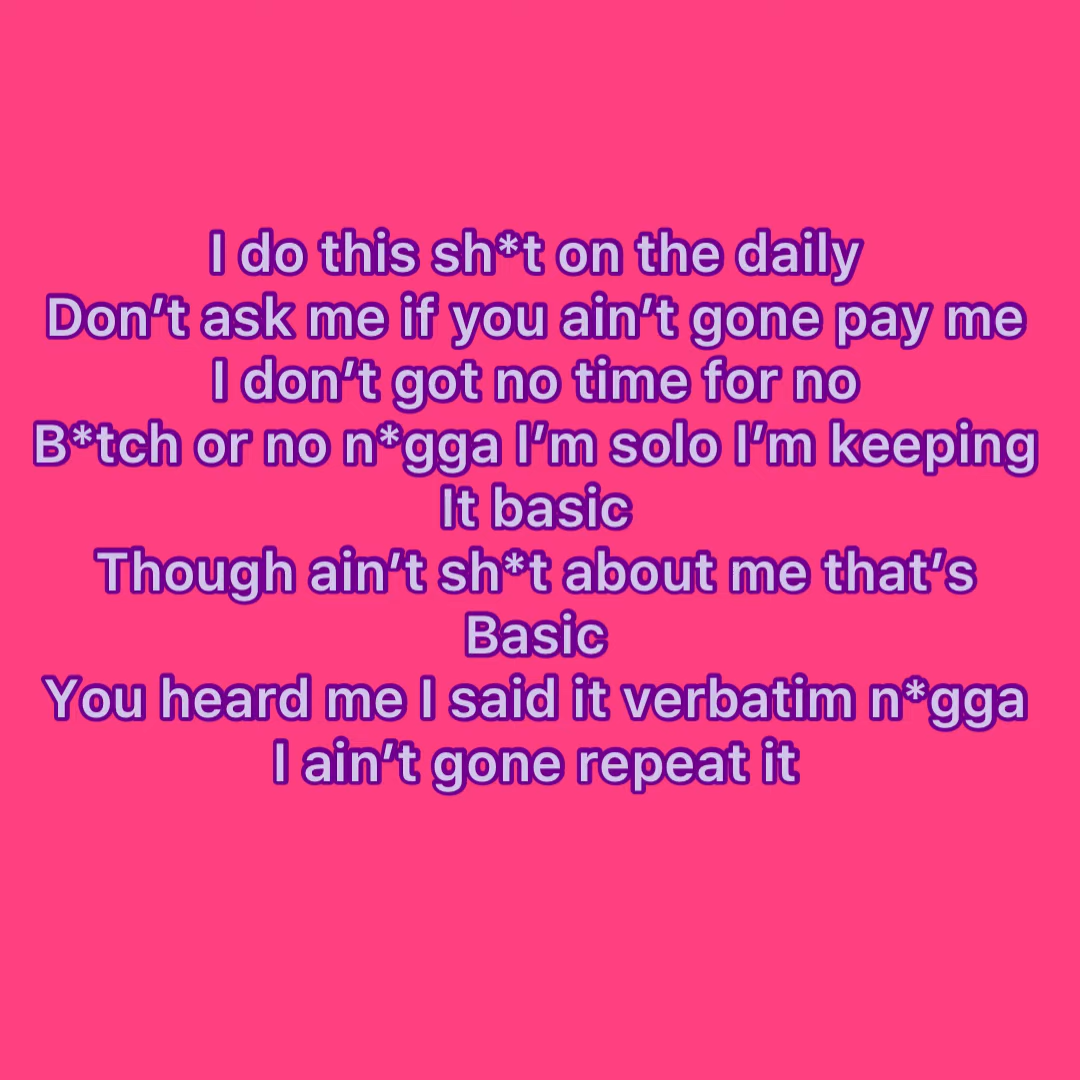 I do this sh*t on the daily
Don’t ask me if you ain’t gone pay me
I don’t got no time for no
B*tch or no n*gga I’m solo I’m keeping
It basic
Though ain’t sh*t about me that’s
Basic
You heard me I said it verbatim n*gga
I ain’t gone repeat it